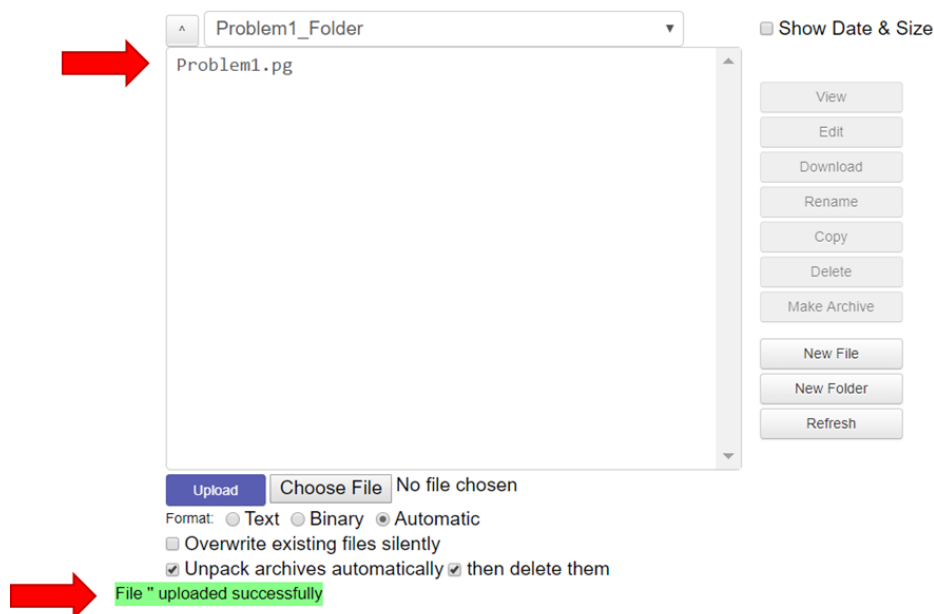 ^ Problem1_Folder ▼ Show Date & Size
Problem1.pg
View
Edit
Download
Rename
Copy
Delete
Make Archive
New File
New Folder
Refresh
Upload Choose File No file chosen
Format: Text Binary Automatic
Overwrite existing files silently
Unpack archives automatically then delete them
File '' uploaded successfully